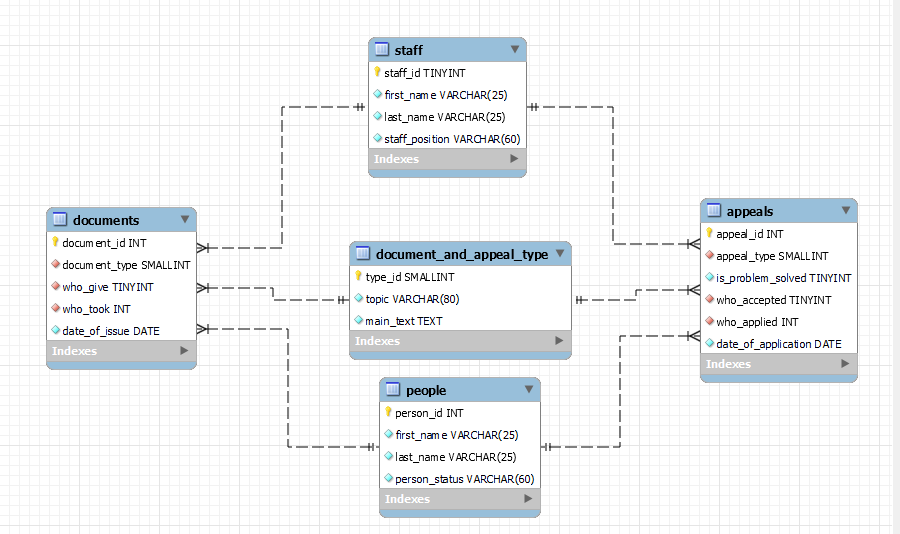 staff
staff_id TINYINT
first_name VARCHAR(25)
last_name VARCHAR(25)
staff_position VARCHAR(60)
Indexes
documents
document_id INT
document_type SMALLINT
who_give TINYINT
who_took INT
date_of_issue DATE
Indexes
document_and_appeal_type
type_id SMALLINT
topic VARCHAR(80)
main_text TEXT
Indexes
appeals
appeal_id INT
appeal_type SMALLINT
is_problem_solved TINYINT
who_accepted TINYINT
who_applied INT
date_of_application DATE
Indexes
people
person_id INT
first_name VARCHAR(25)
last_name VARCHAR(25)
person_status VARCHAR(60)
Indexes